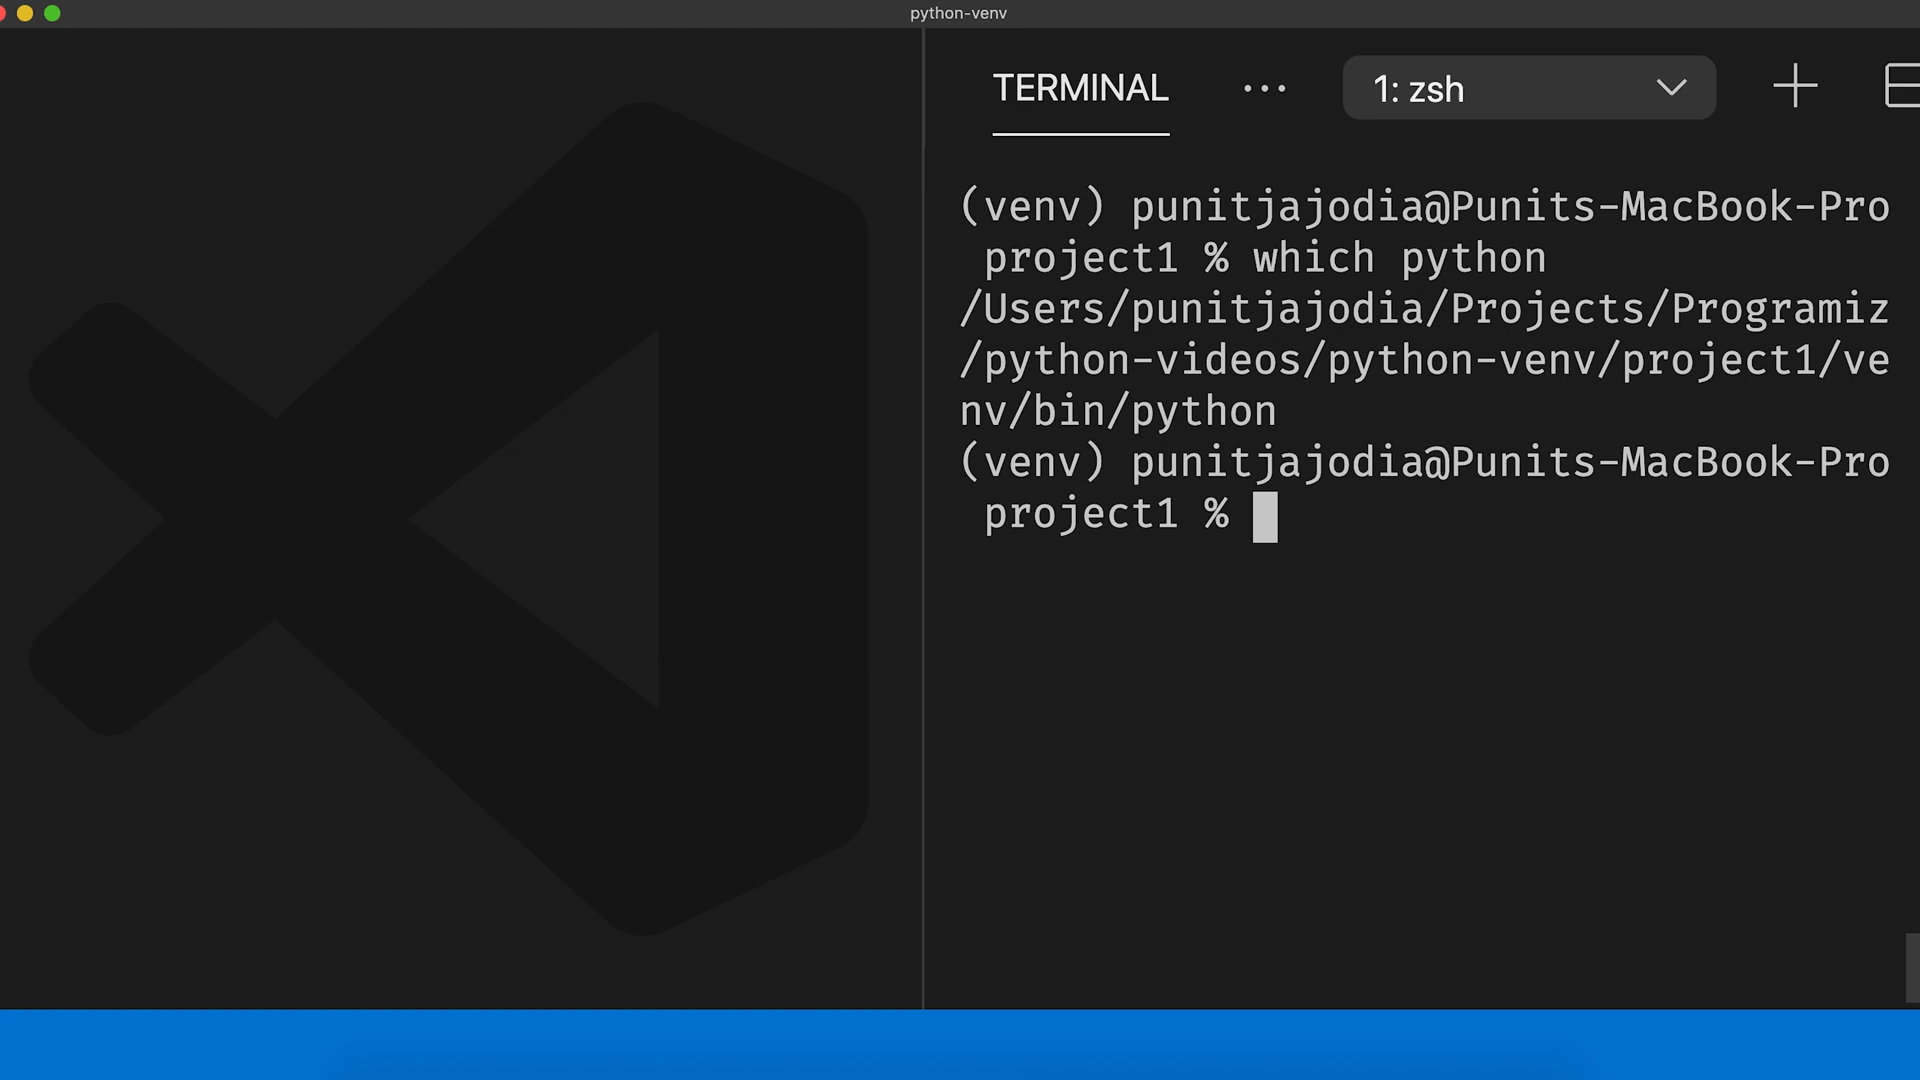 python-venv
TERMINAL ··· 1: zsh
(venv) punitjajodia@Punits-MacBook-Pro
project1 % which python
/Users/punitjajodia/Projects/Programiz
/python-videos/python-venv/project1/ve
nv/bin/python
(venv) punitjajodia@Punits-MacBook-Pro
project1 %